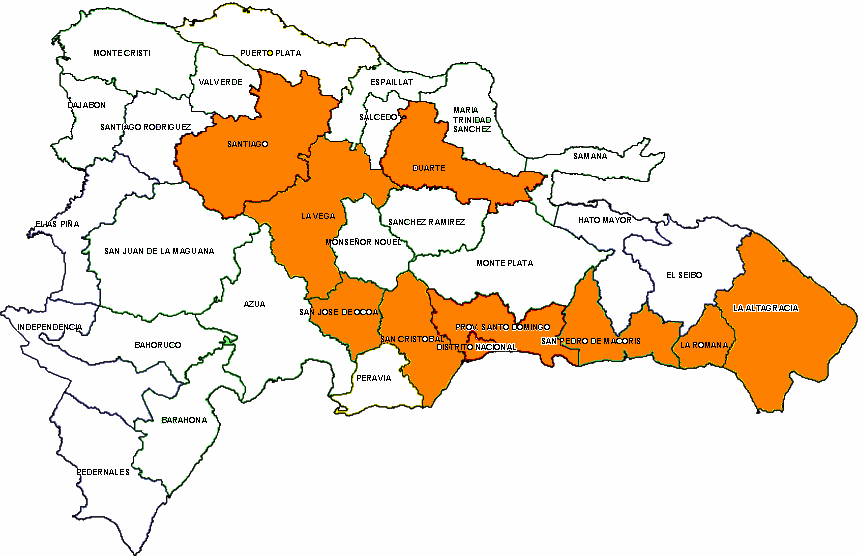 MONTECRISTI
PUERTO PLATA
VALVERDE
ESPAILLAT
DAJABON
SALCEDO
MARIA
TRINIDAD
SANCHEZ
SANTIAGO RODRIGUEZ
SANTIAGO
SAMANA
DUARTE
ELIAS PIÑA
LA VEGA
SANCHEZ RAMIREZ
HATO MAYOR
MONSEÑOR NOUEL
SAN JUAN DE LA MAGUANA
MONTE PLATA
EL SEIBO
AZUA
SAN JOSE DE OCOA
LA ALTAGRACIA
INDEPENDENCIA
PROV. SANTO DOMINGO
BAHORUCO
SAN CRISTOBAL
DISTRITO NACIONAL
SAN PEDRO DE MACORIS
LA ROMANA
PERAVIA
BARAHONA
PEDERNALES